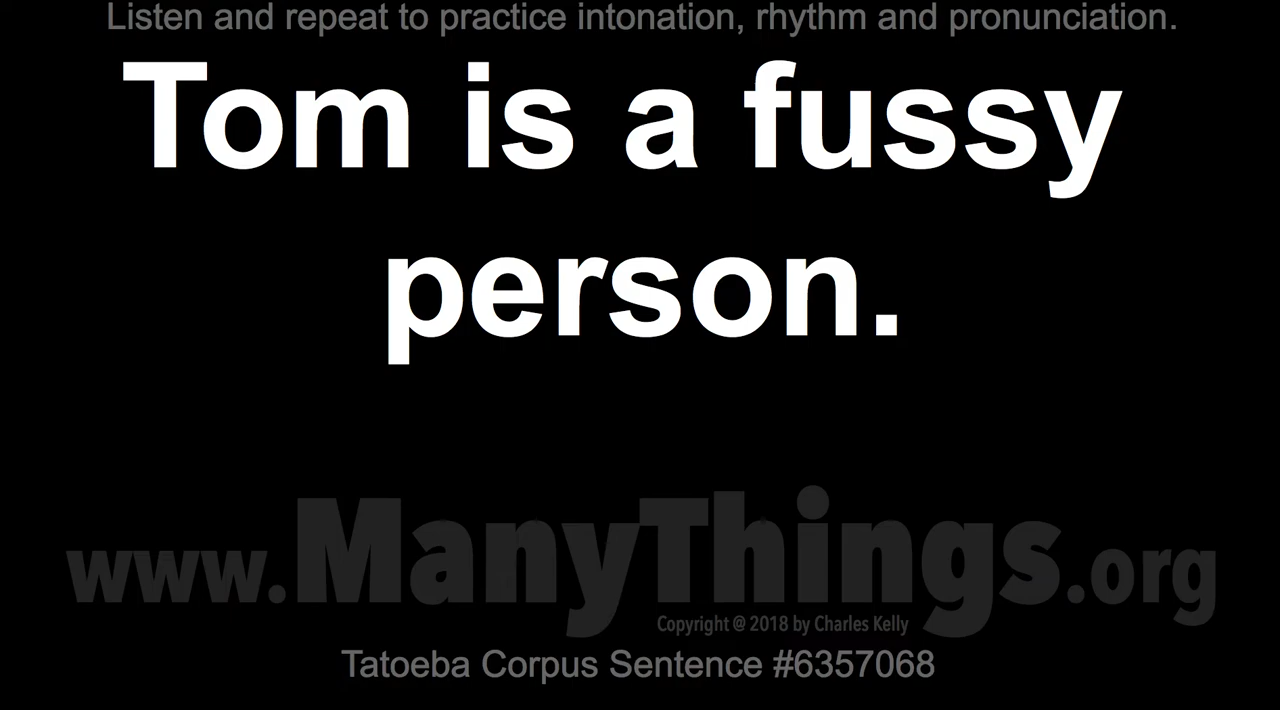 Listen and repeat to practice intonation, rhythm and pronunciation.
Tom is a fussy
person.
www.ManyThings.org
Copyright @ 2018 by Charles Kelly
Tatoeba Corpus Sentence #6357068